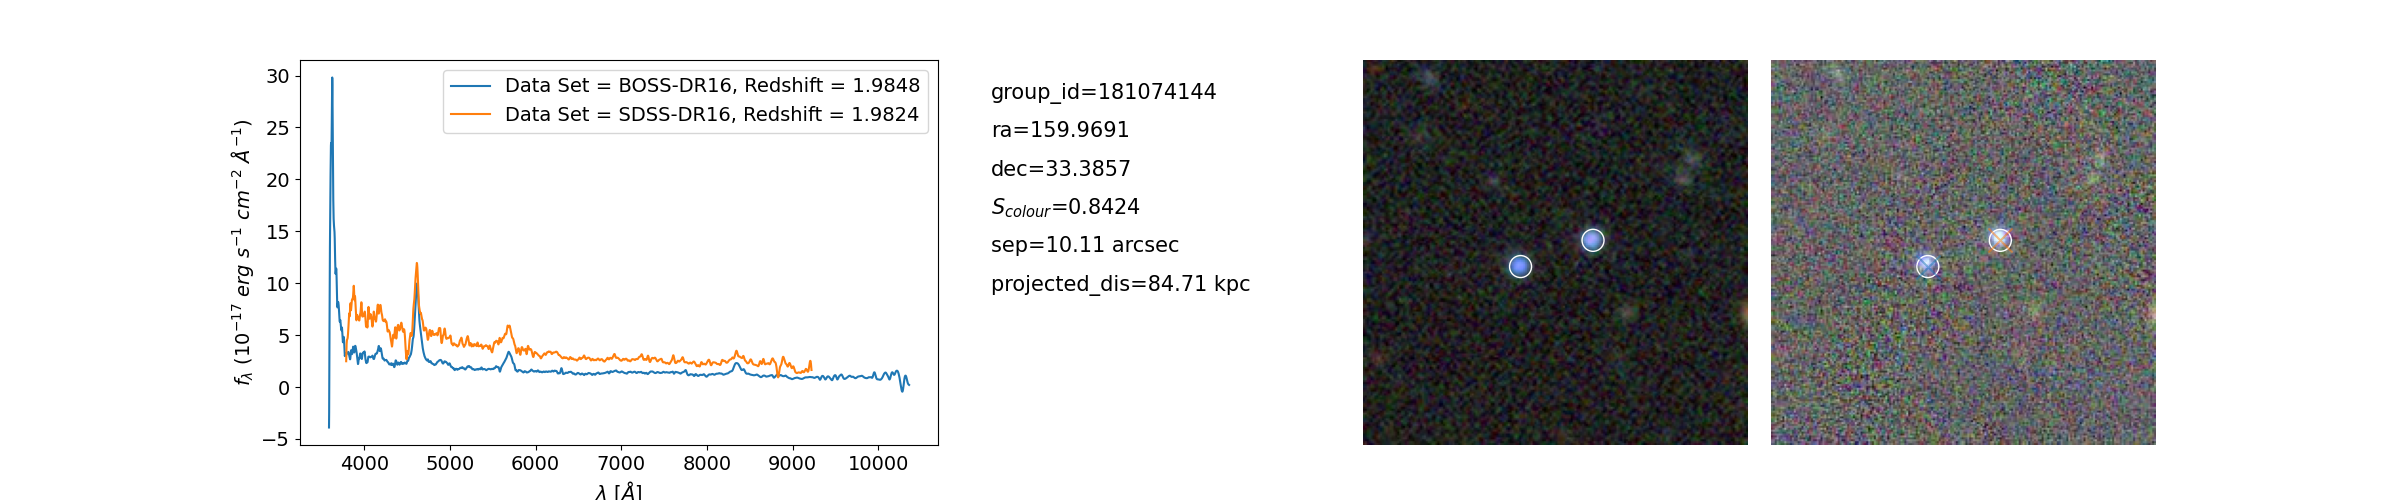 30
25
20
15
10
5
0
−5
4000 5000 6000 7000 8000 9000 10000
λ [Å]
f_λ (10⁻¹⁷ erg s⁻¹ cm⁻² Å⁻¹)
Data Set = BOSS-DR16, Redshift = 1.9848
Data Set = SDSS-DR16, Redshift = 1.9824
group_id=181074144
ra=159.9691
dec=33.3857
S_colour=0.8424
sep=10.11 arcsec
projected_dis=84.71 kpc